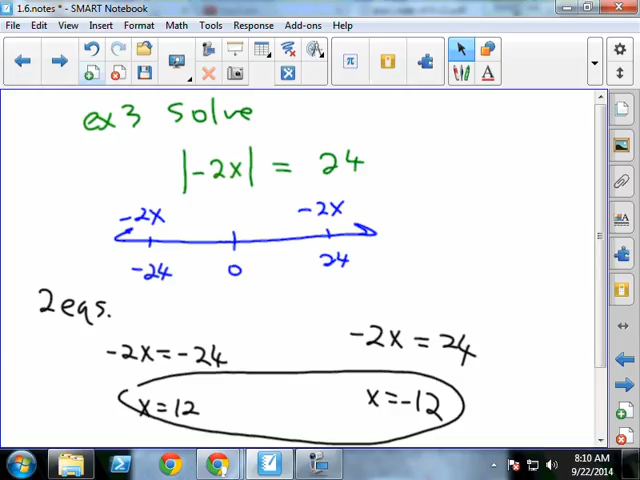 1.6.notes * - SMART Notebook
File Edit View Insert Format Math Tools Response Add-ons Window Help
ex3 Solve
|-2x| = 24
-2x -2x
-24 0 24
2 eqs.
-2x = -24 -2x = 24
x = 12 x = -12
8:10 AM
9/22/2014